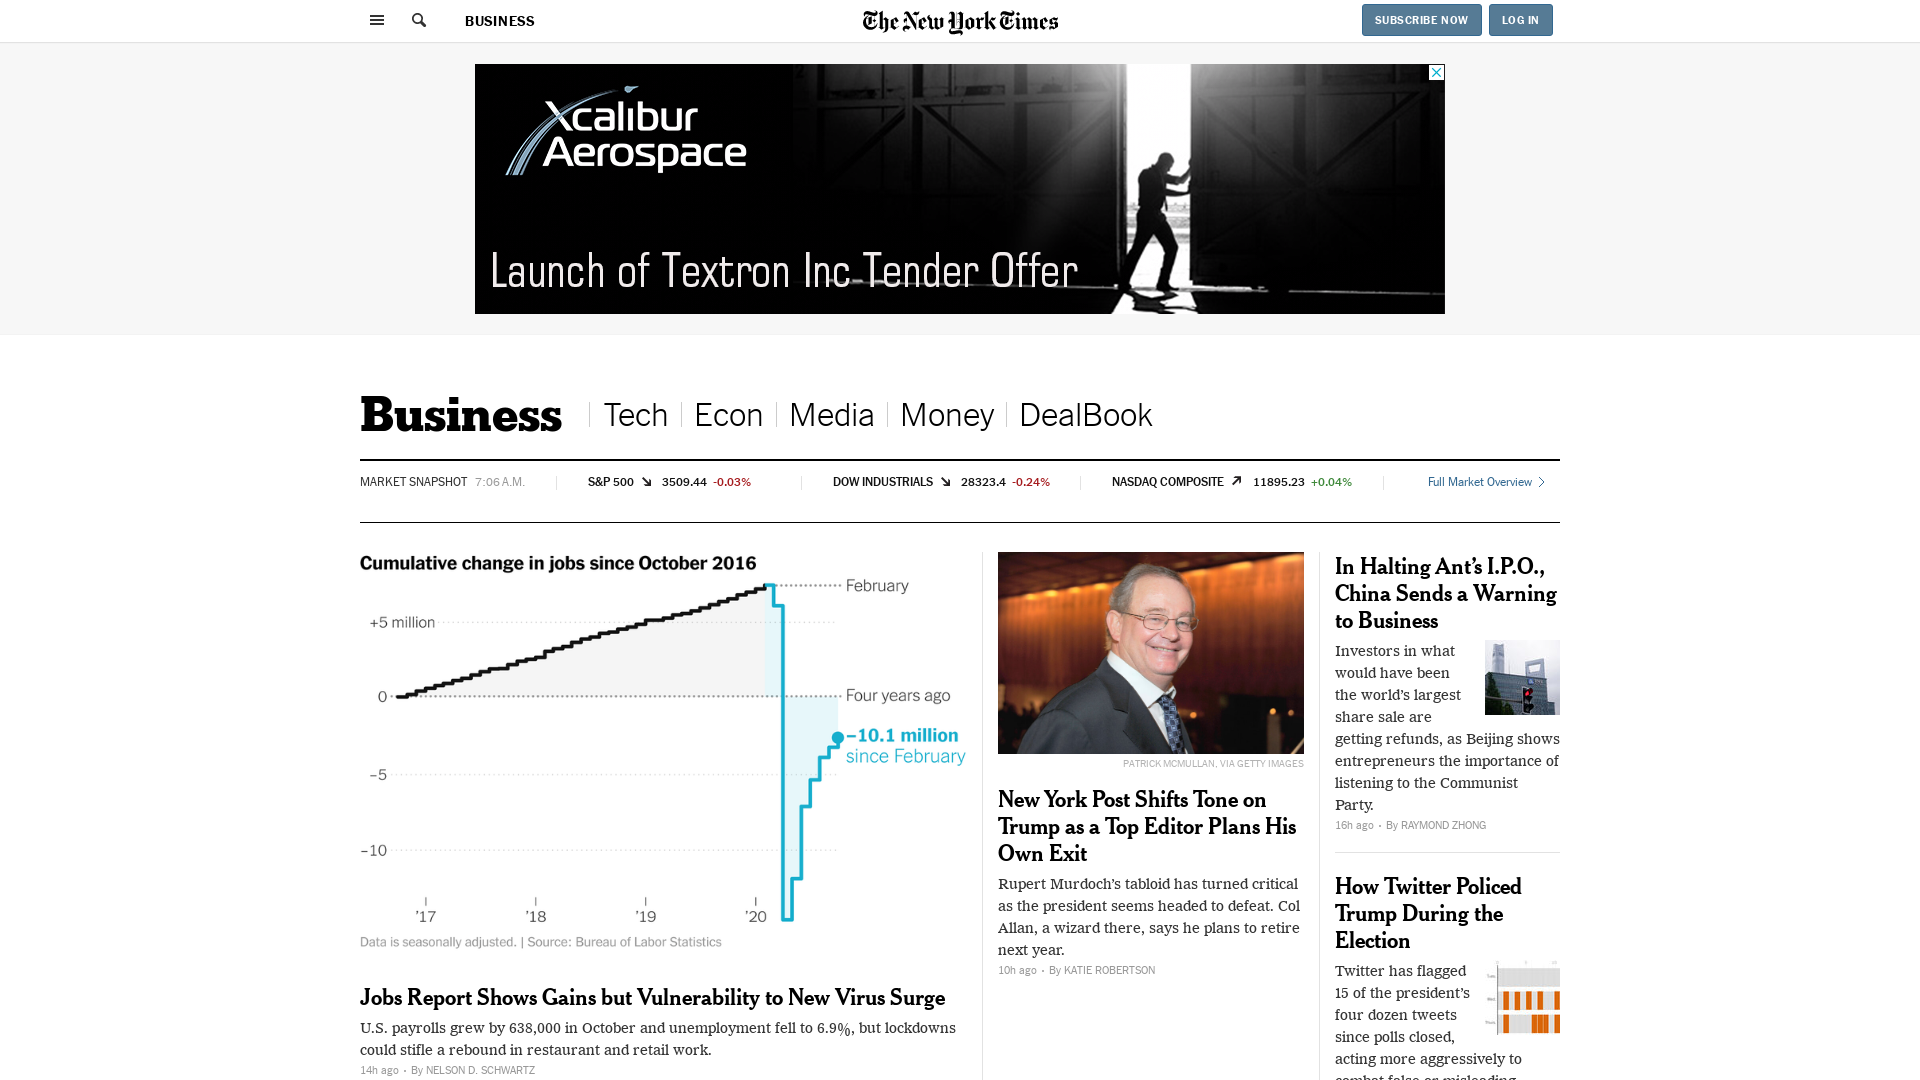 BUSINESS
The New York Times
SUBSCRIBE NOW
LOG IN
Xcalibur
Aerospace
Launch of Textron Inc Tender Offer
Business
Tech
Econ
Media
Money
DealBook
MARKET SNAPSHOT 7:06 A.M.
S&P 500 3509.44 -0.03%
DOW INDUSTRIALS 28323.4 -0.24%
NASDAQ COMPOSITE 11895.23 +0.04%
Full Market Overview
Cumulative change in jobs since October 2016
February
+5 million
0
Four years ago
–10.1 million
since February
–5
–10
'17
'18
'19
'20
Data is seasonally adjusted. | Source: Bureau of Labor Statistics
Jobs Report Shows Gains but Vulnerability to New Virus Surge
U.S. payrolls grew by 638,000 in October and unemployment fell to 6.9%, but lockdowns
could stifle a rebound in restaurant and retail work.
14h ago · By NELSON D. SCHWARTZ
PATRICK MCMULLAN, VIA GETTY IMAGES
New York Post Shifts Tone on
Trump as a Top Editor Plans His
Own Exit
Rupert Murdoch's tabloid has turned critical
as the president seems headed to defeat. Col
Allan, a wizard there, says he plans to retire
next year.
10h ago · By KATIE ROBERTSON
In Halting Ant's I.P.O.,
China Sends a Warning
to Business
Investors in what
would have been
the world's largest
share sale are
getting refunds, as Beijing shows
entrepreneurs the importance of
listening to the Communist
Party.
16h ago · By RAYMOND ZHONG
How Twitter Policed
Trump During the
Election
Twitter has flagged
15 of the president's
four dozen tweets
since polls closed,
acting more aggressively to
combat false or misleading